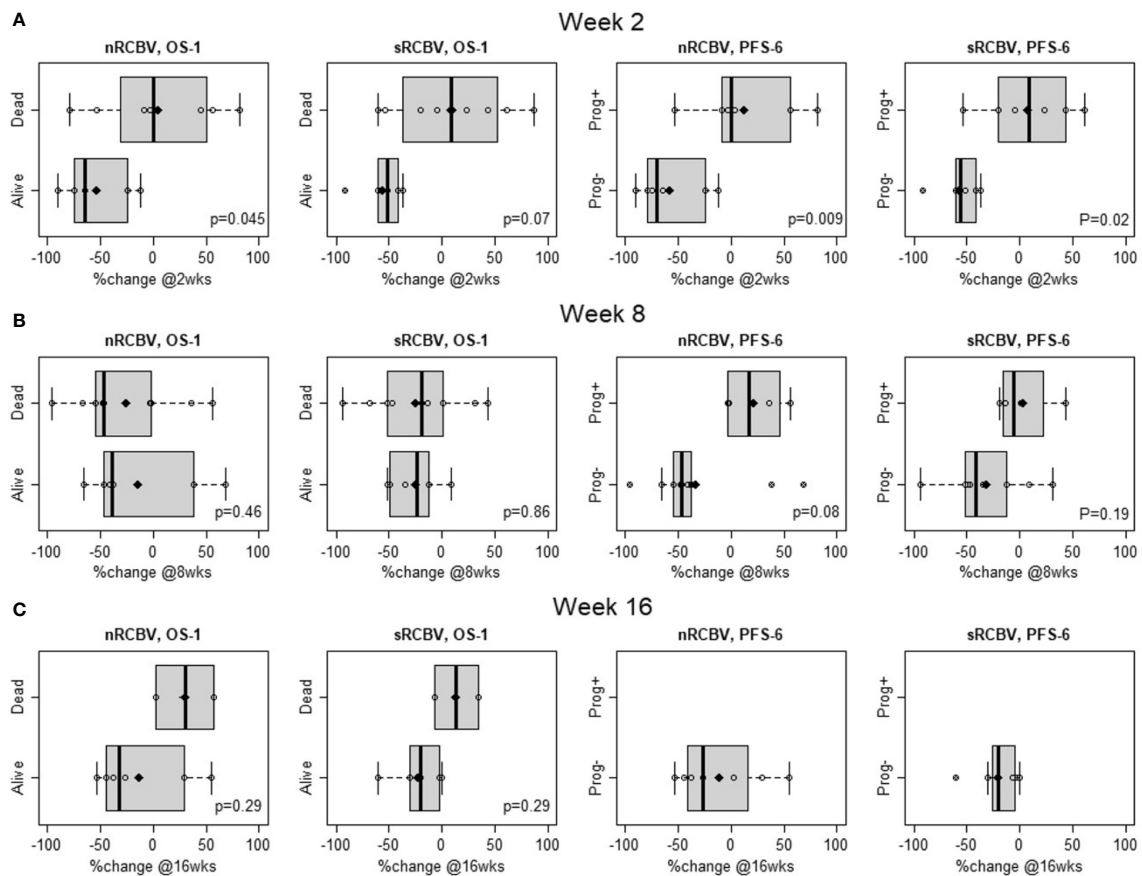 A
Week 2
nRCBV, OS-1
sRCBV, OS-1
nRCBV, PFS-6
sRCBV, PFS-6
Dead
Alive
p=0.045
-100 -50 0 50 100
%change @2wks
Dead
Alive
p=0.07
-100 -50 0 50 100
%change @2wks
Prog+
Prog-
p=0.009
-100 -50 0 50 100
%change @2wks
Prog+
Prog-
P=0.02
-100 -50 0 50 100
%change @2wks
B
Week 8
nRCBV, OS-1
sRCBV, OS-1
nRCBV, PFS-6
sRCBV, PFS-6
Dead
Alive
p=0.46
-100 -50 0 50 100
%change @8wks
Dead
Alive
p=0.86
-100 -50 0 50 100
%change @8wks
Prog+
Prog-
p=0.08
-100 -50 0 50 100
%change @8wks
Prog+
Prog-
P=0.19
-100 -50 0 50 100
%change @8wks
C
Week 16
nRCBV, OS-1
sRCBV, OS-1
nRCBV, PFS-6
sRCBV, PFS-6
Dead
Alive
p=0.29
-100 -50 0 50 100
%change @16wks
Dead
Alive
p=0.29
-100 -50 0 50 100
%change @16wks
Prog+
Prog-
-100 -50 0 50 100
%change @16wks
Prog+
Prog-
-100 -50 0 50 100
%change @16wks